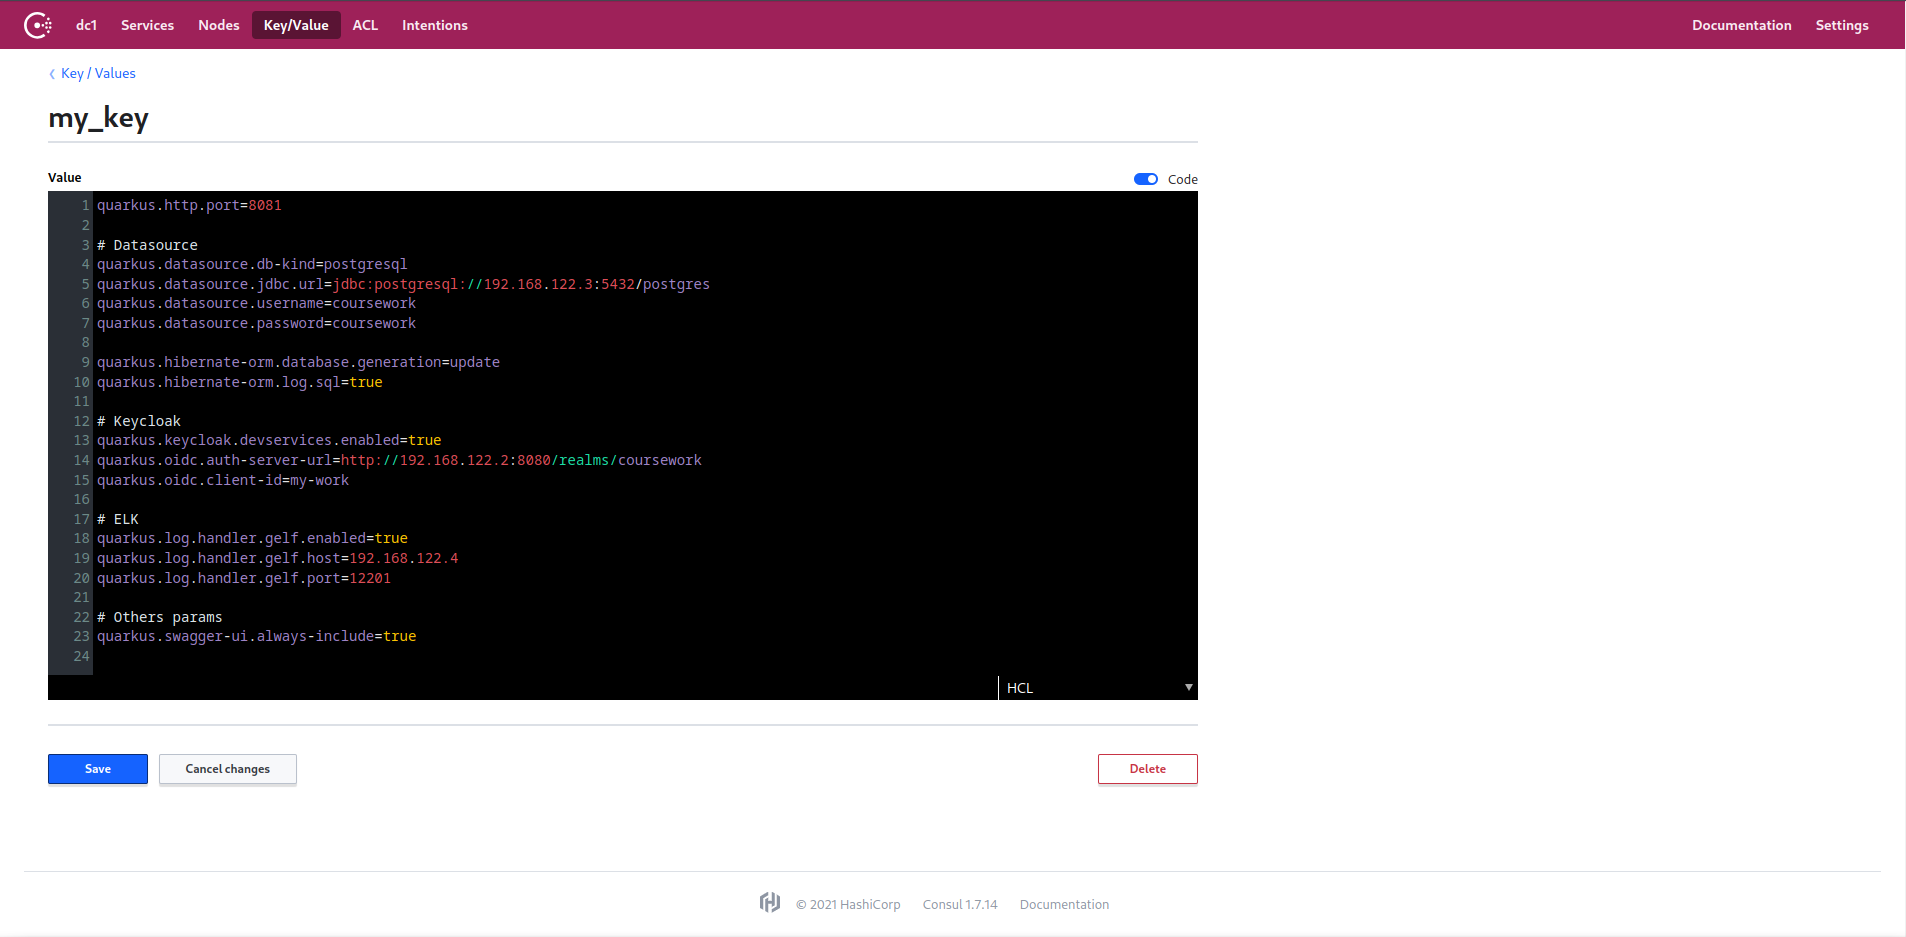 dc1 Services Nodes Key/Value ACL Intentions Documentation Settings
Key / Values
my_key
Value Code
1 quarkus.http.port=8081
2
3 # Datasource
4 quarkus.datasource.db-kind=postgresql
5 quarkus.datasource.jdbc.url=jdbc:postgresql://192.168.122.3:5432/postgres
6 quarkus.datasource.username=coursework
7 quarkus.datasource.password=coursework
8
9 quarkus.hibernate-orm.database.generation=update
10 quarkus.hibernate-orm.log.sql=true
11
12 # Keycloak
13 quarkus.keycloak.devservices.enabled=true
14 quarkus.oidc.auth-server-url=http://192.168.122.2:8080/realms/coursework
15 quarkus.oidc.client-id=my-work
16
17 # ELK
18 quarkus.log.handler.gelf.enabled=true
19 quarkus.log.handler.gelf.host=192.168.122.4
20 quarkus.log.handler.gelf.port=12201
21
22 # Others params
23 quarkus.swagger-ui.always-include=true
24
HCL
Save Cancel changes Delete
© 2021 HashiCorp Consul 1.7.14 Documentation